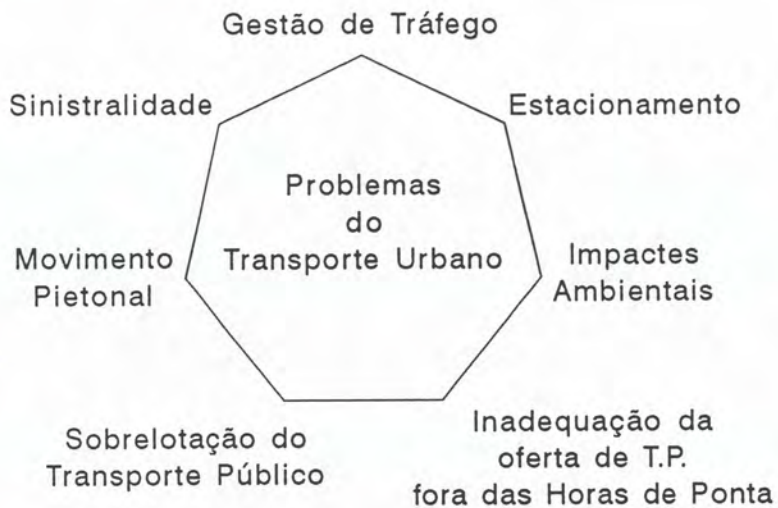 Gestão de Tráfego
Sinistralidade
Estacionamento
Problemas
do
Transporte Urbano
Movimento
Pietonal
Impactes
Ambientais
Sobrelotação do
Transporte Público
Inadequação da
oferta de T.P.
fora das Horas de Ponta